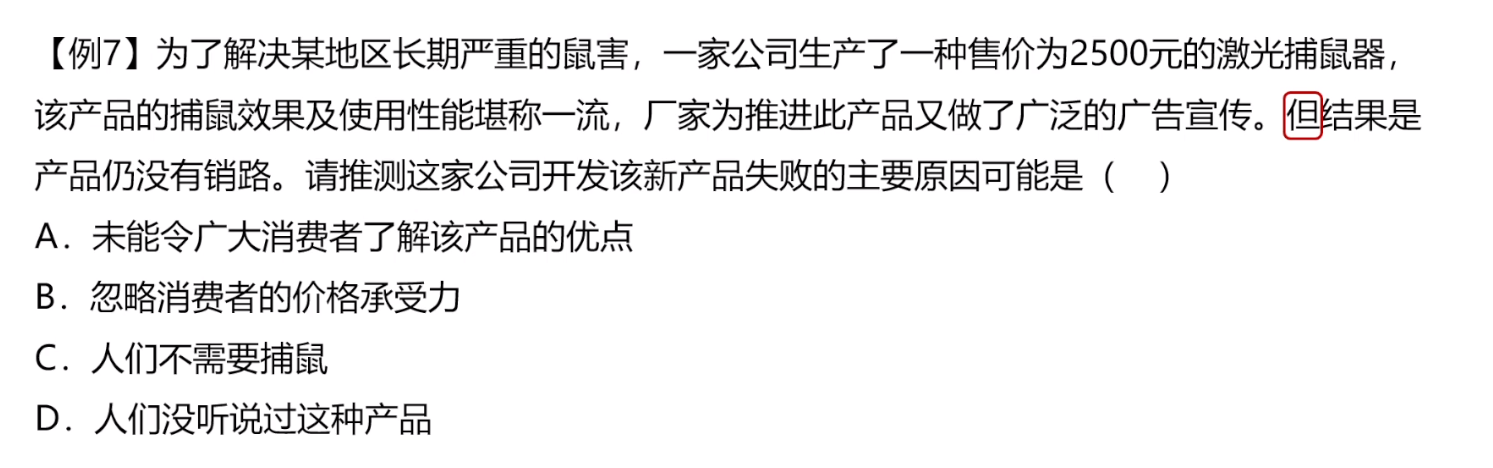 【例7】为了解决某地区长期严重的鼠害，一家公司生产了一种售价为2500元的激光捕鼠器，
该产品的捕鼠效果及使用性能堪称一流，厂家为推进此产品又做了广泛的广告宣传。但结果是
产品仍没有销路。请推测这家公司开发该新产品失败的主要原因可能是（　）
A．未能令广大消费者了解该产品的优点
B．忽略消费者的价格承受力
C．人们不需要捕鼠
D．人们没听说过这种产品